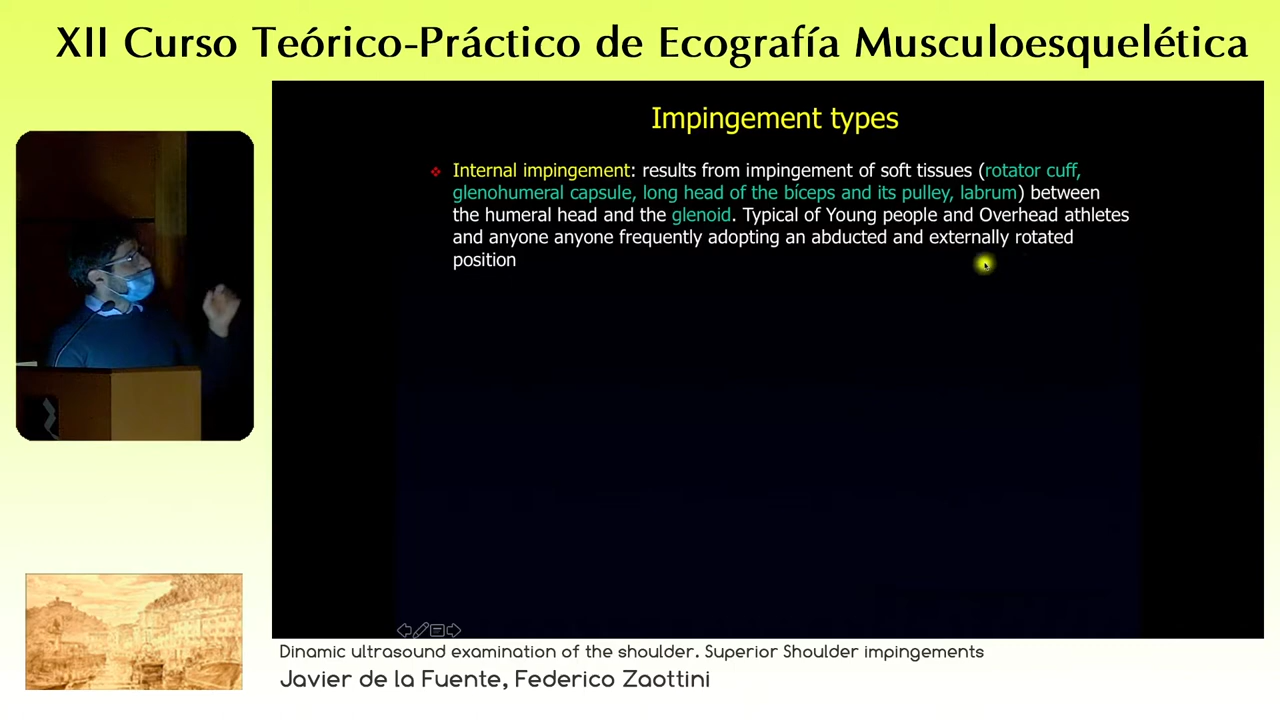 XII Curso Teórico-Práctico de Ecografía Musculoesquelética
Impingement types
Internal impingement: results from impingement of soft tissues (rotator cuff,
glenohumeral capsule, long head of the bíceps and its pulley, labrum) between
the humeral head and the glenoid. Typical of Young people and Overhead athletes
and anyone anyone frequently adopting an abducted and externally rotated
position
Dinamic ultrasound examination of the shoulder. Superior Shoulder impingements
Javier de la Fuente, Federico Zaottini